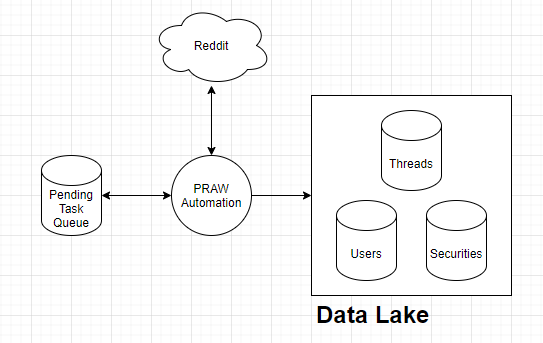 Reddit
Pending
Task
Queue
PRAW
Automation
Threads
Users
Securities
Data Lake